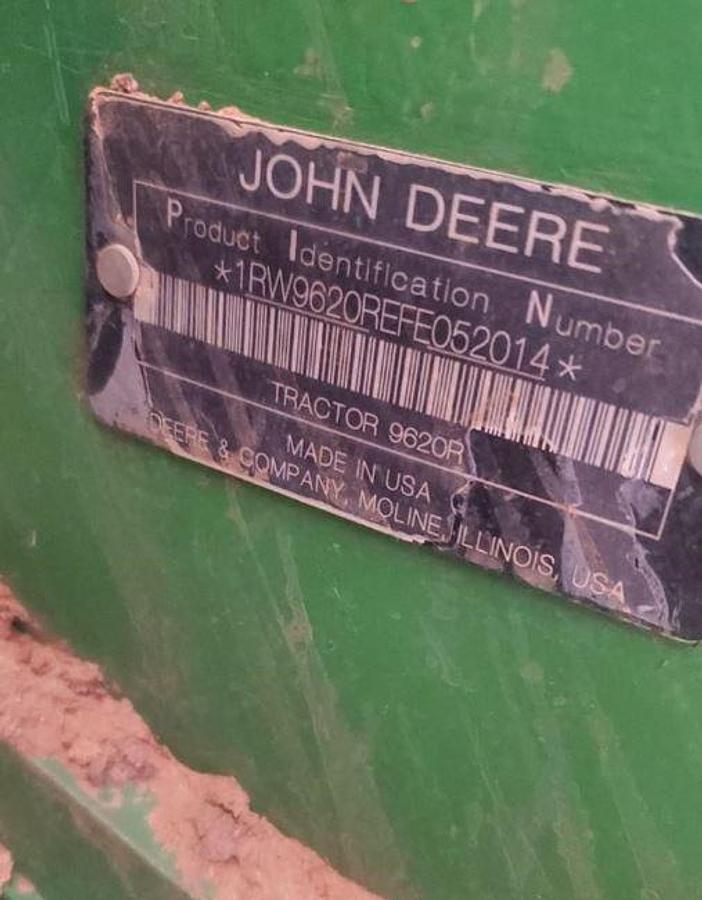 JOHN DEERE
Product Identification Number
*1RW9620REFE052014*
TRACTOR 9620R
MADE IN USA
DEERE & COMPANY, MOLINE, ILLINOIS, USA